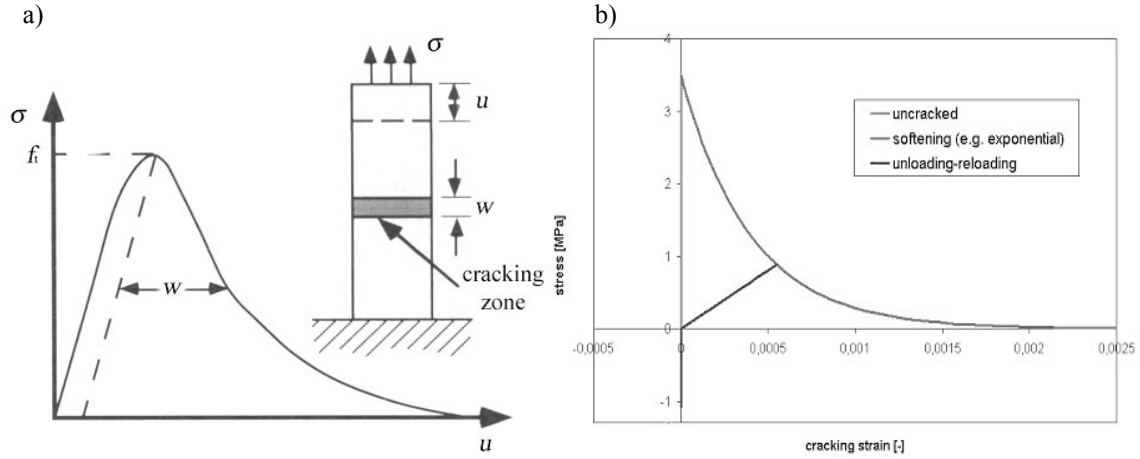 a)
σ
f_t
w
u
σ
u
w
cracking
zone
b)
stress [MPa]
4
3
2
1
0
-1
-0,0005
0
0,0005
0,001
0,0015
0,002
0,0025
cracking strain [-]
uncracked
softening (e.g. exponential)
unloading-reloading